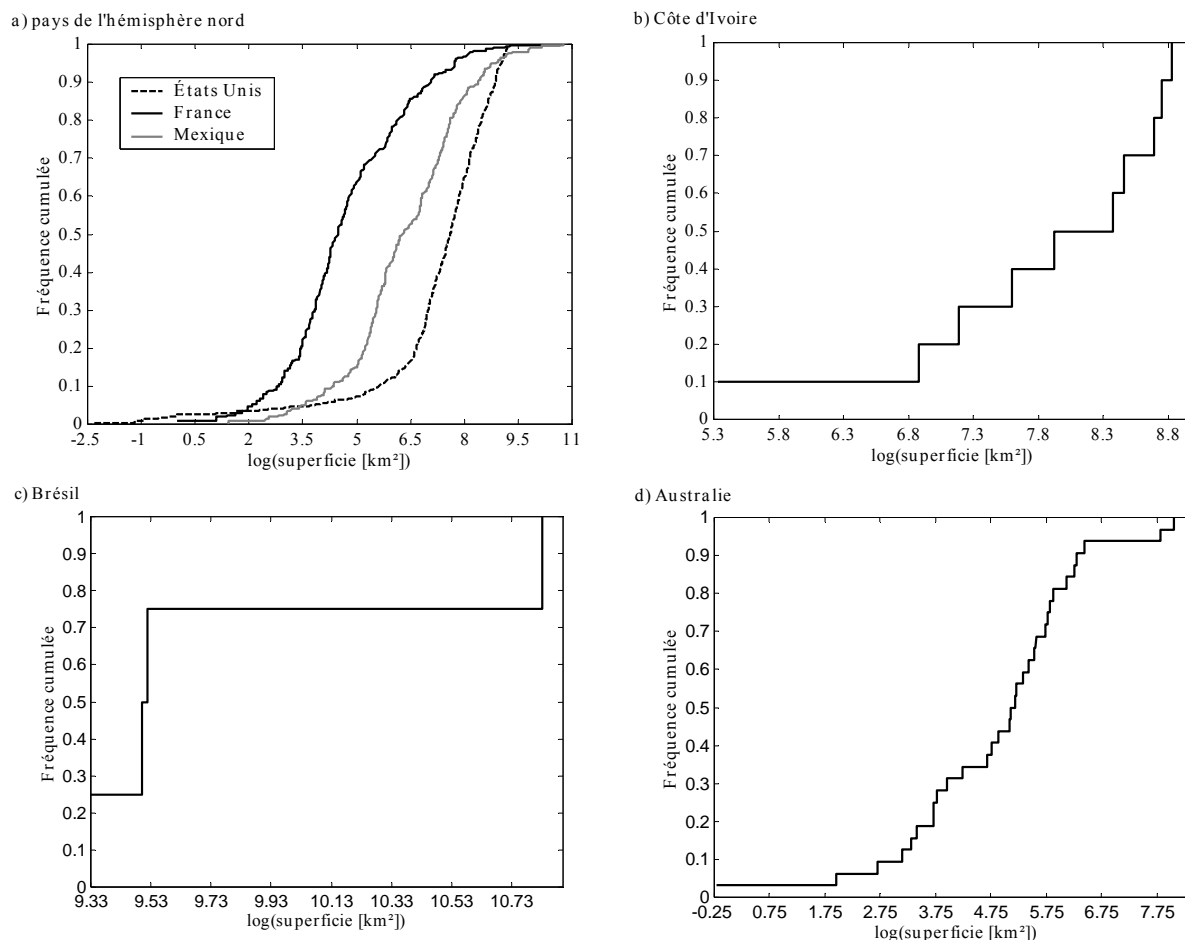 a) pays de l'hémisphère nord
1
0.9
0.8
0.7
0.6
0.5
0.4
0.3
0.2
0.1
0
Fréquence cumulée
États Unis
France
Mexique
-2.5 -1 0.5 2 3.5 5 6.5 8 9.5 11
log(superficie [km²])
b) Côte d'Ivoire
1
0.9
0.8
0.7
0.6
0.5
0.4
0.3
0.2
0.1
0
Fréquence cumulée
5.3 5.8 6.3 6.8 7.3 7.8 8.3 8.8
log(superficie [km²])
c) Brésil
1
0.9
0.8
0.7
0.6
0.5
0.4
0.3
0.2
0.1
0
Fréquence cumulée
9.33 9.53 9.73 9.93 10.13 10.33 10.53 10.73
log(superficie [km²])
d) Australie
1
0.9
0.8
0.7
0.6
0.5
0.4
0.3
0.2
0.1
0
Fréquence cumulée
-0.25 0.75 1.75 2.75 3.75 4.75 5.75 6.75 7.75
log(superficie [km²])